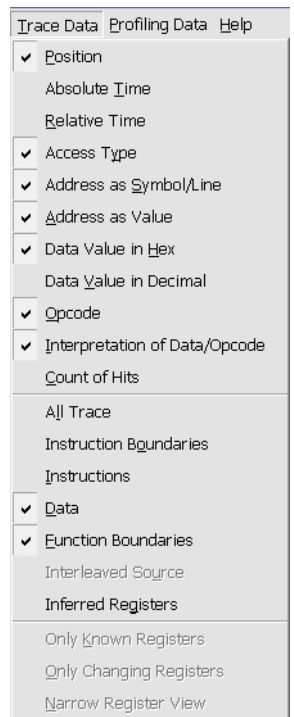 Trace Data Profiling Data Help
Position
Absolute Time
Relative Time
Access Type
Address as Symbol/Line
Address as Value
Data Value in Hex
Data Value in Decimal
Opcode
Interpretation of Data/Opcode
Count of Hits
All Trace
Instruction Boundaries
Instructions
Data
Function Boundaries
Interleaved Source
Inferred Registers
Only Known Registers
Only Changing Registers
Narrow Register View